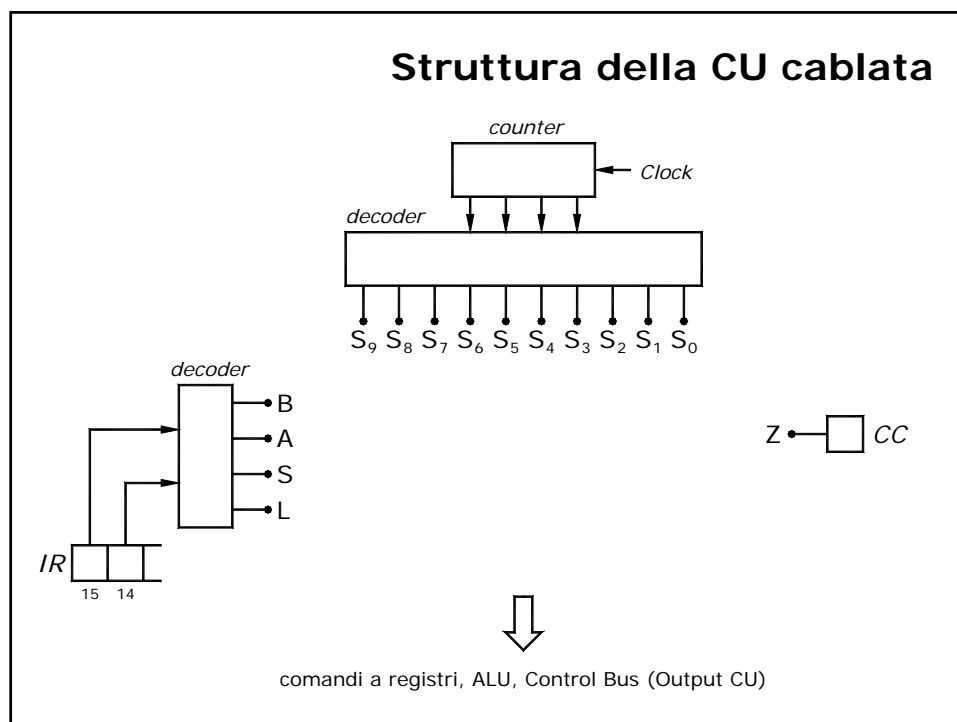 Struttura della CU cablata
counter
Clock
decoder
S9 S8 S7 S6 S5 S4 S3 S2 S1 S0
decoder
B
A
S
L
Z CC
IR
15 14
comandi a registri, ALU, Control Bus (Output CU)